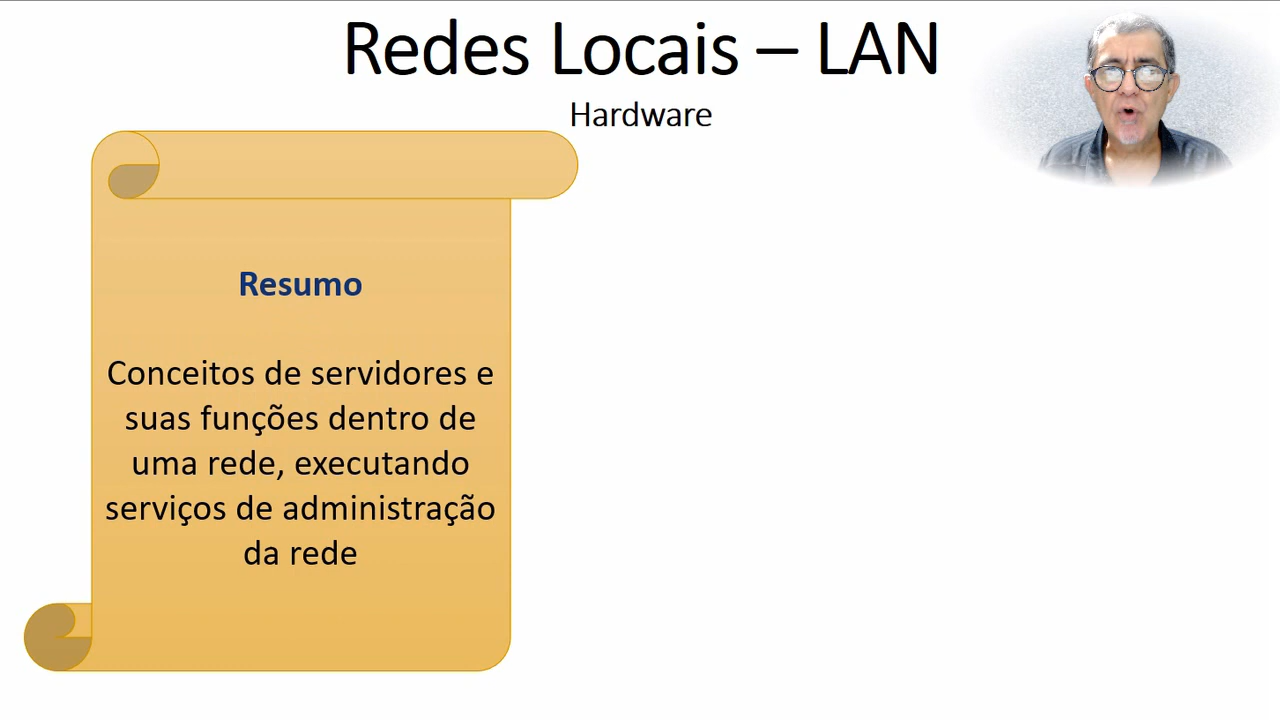 Redes Locais – LAN
Hardware
Resumo
Conceitos de servidores e
suas funções dentro de
uma rede, executando
serviços de administração
da rede